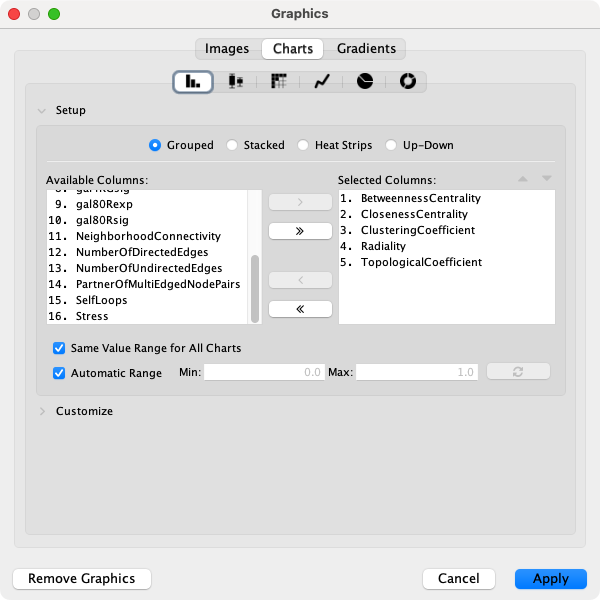 Graphics
Images Charts Gradients
Setup
Grouped Stacked Heat Strips Up-Down
Available Columns:
9. gal80Rexp
10. gal80Rsig
11. NeighborhoodConnectivity
12. NumberOfDirectedEdges
13. NumberOfUndirectedEdges
14. PartnerOfMultiEdgedNodePairs
15. SelfLoops
16. Stress
>
»
<
«
Selected Columns:
1. BetweennessCentrality
2. ClosenessCentrality
3. ClusteringCoefficient
4. Radiality
5. TopologicalCoefficient
Same Value Range for All Charts
Automatic Range Min: 0.0 Max: 1.0
Customize
Remove Graphics Cancel Apply